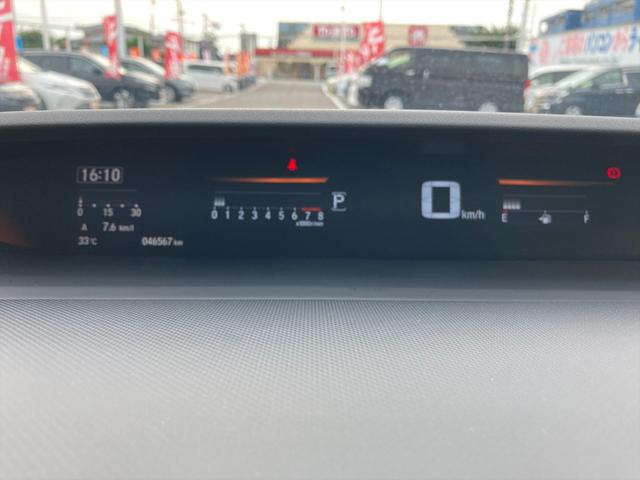 16:10
0 15 30
A 7.6 km/l
33°C 046567 km
0 1 2 3 4 5 6 7 8
x1000r/min
P
0 km/h
E F